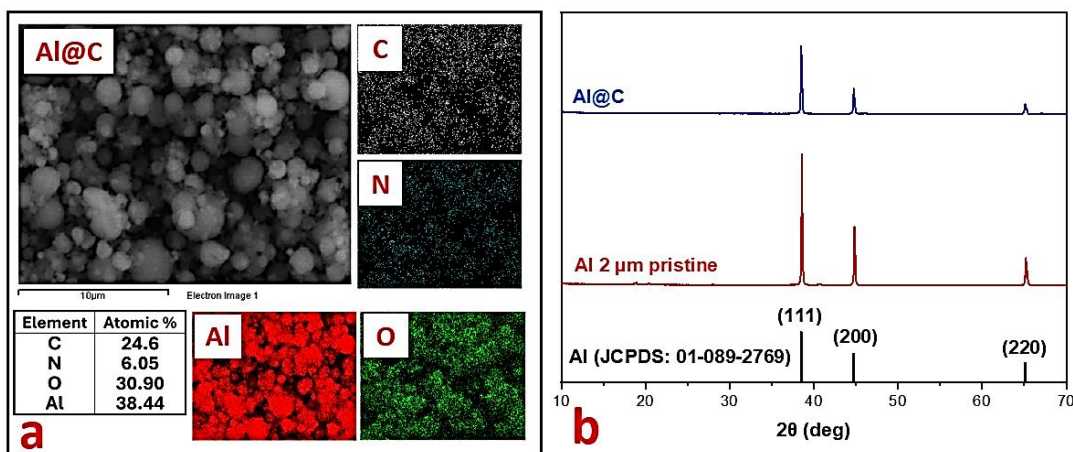 Al@C
C
N
10µm
Electron Image 1
Element Atomic %
C 24.6
N 6.05
O 30.90
Al 38.44
Al
O
a
Al@C
Al 2 µm pristine
(111)
(200)
(220)
Al (JCPDS: 01-089-2769)
10 20 30 40 50 60 70
2θ (deg)
b